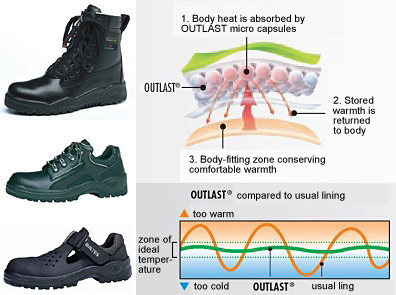 1. Body heat is absorbed by
OUTLAST micro capsules
OUTLAST®
2. Stored
warmth is
returned
to body
3. Body-fitting zone conserving
comfortable warmth
OUTLAST® compared to usual lining
too warm
zone of
ideal
temper-
ature
too cold OUTLAST® usual ling